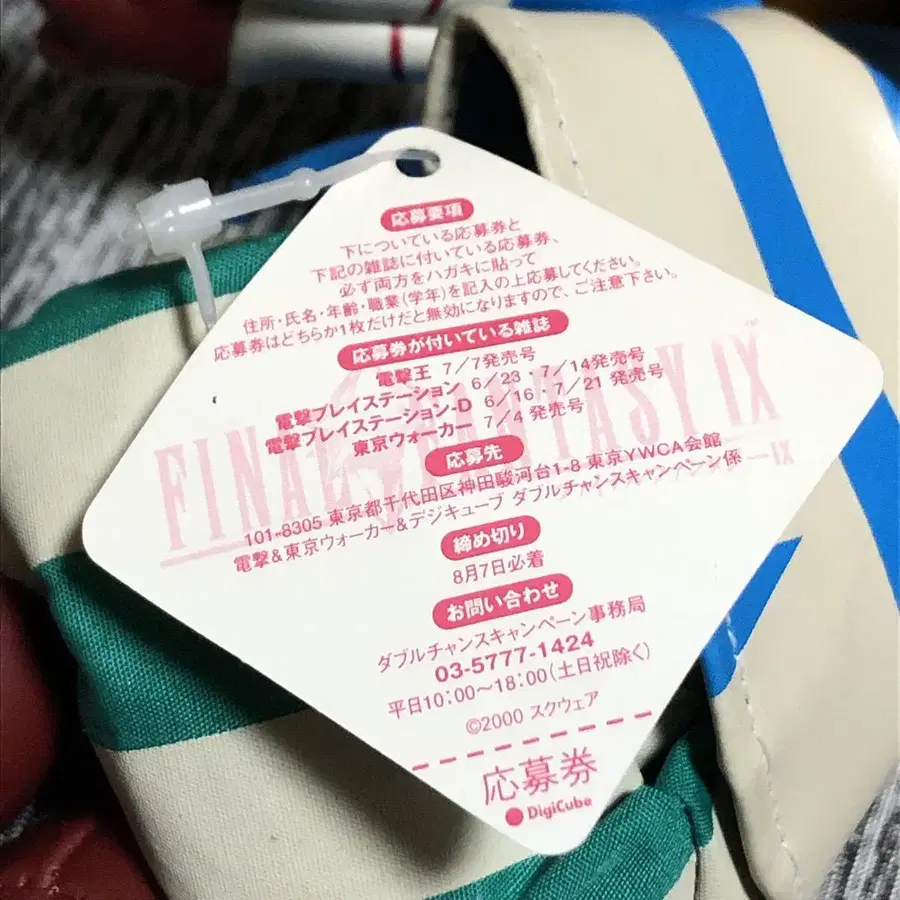 応募要項
下についている応募券と
下記の雑誌に付いている応募券、
必ず両方をハガキに貼って
住所・氏名・年齢・職業(学年)を記入の上応募してください。
応募券はどちらか1枚だけだと無効になりますので、ご注意下さい。
応募券が付いている雑誌
電撃王 7/7発売号
電撃プレイステーション 6/23・7/14発売号
電撃プレイステーション-D 6/16・7/21 発売号
東京ウォーカー 7/4 発売号
FINAL FANTASY IX
応募先
101-8305 東京都千代田区神田駿河台1-8 東京YWCA会館
電撃&東京ウォーカー&デジキューブ ダブルチャンスキャンペーン係
—IX
締め切り
8月7日必着
お問い合わせ
ダブルチャンスキャンペーン事務局
03-5777-1424
平日10:00〜18:00(土日祝除く)
©2000 スクウェア
応募券
DigiCube